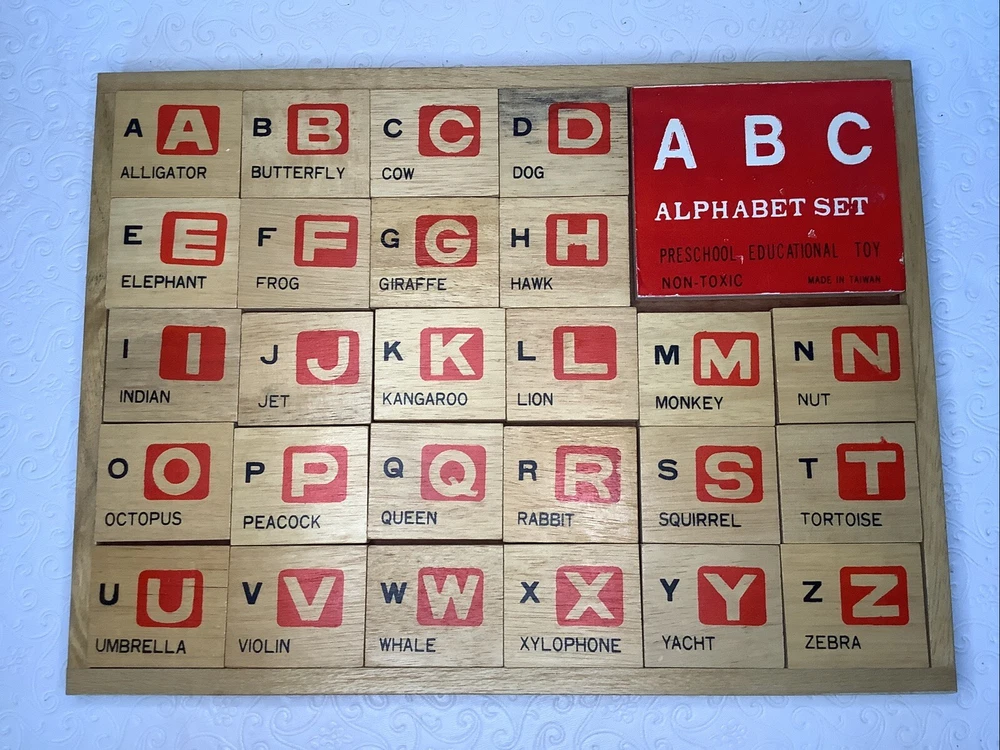 A A B B C C D D
ALLIGATOR BUTTERFLY COW DOG
A B C
ALPHABET SET
PRESCHOOL EDUCATIONAL TOY
NON-TOXIC MADE IN TAIWAN
E E F F G G H H
ELEPHANT FROG GIRAFFE HAWK
I I J J K K L L M M N N
INDIAN JET KANGAROO LION MONKEY NUT
O O P P Q Q R R S S T T
OCTOPUS PEACOCK QUEEN RABBIT SQUIRREL TORTOISE
U U V V W W X X Y Y Z Z
UMBRELLA VIOLIN WHALE XYLOPHONE YACHT ZEBRA